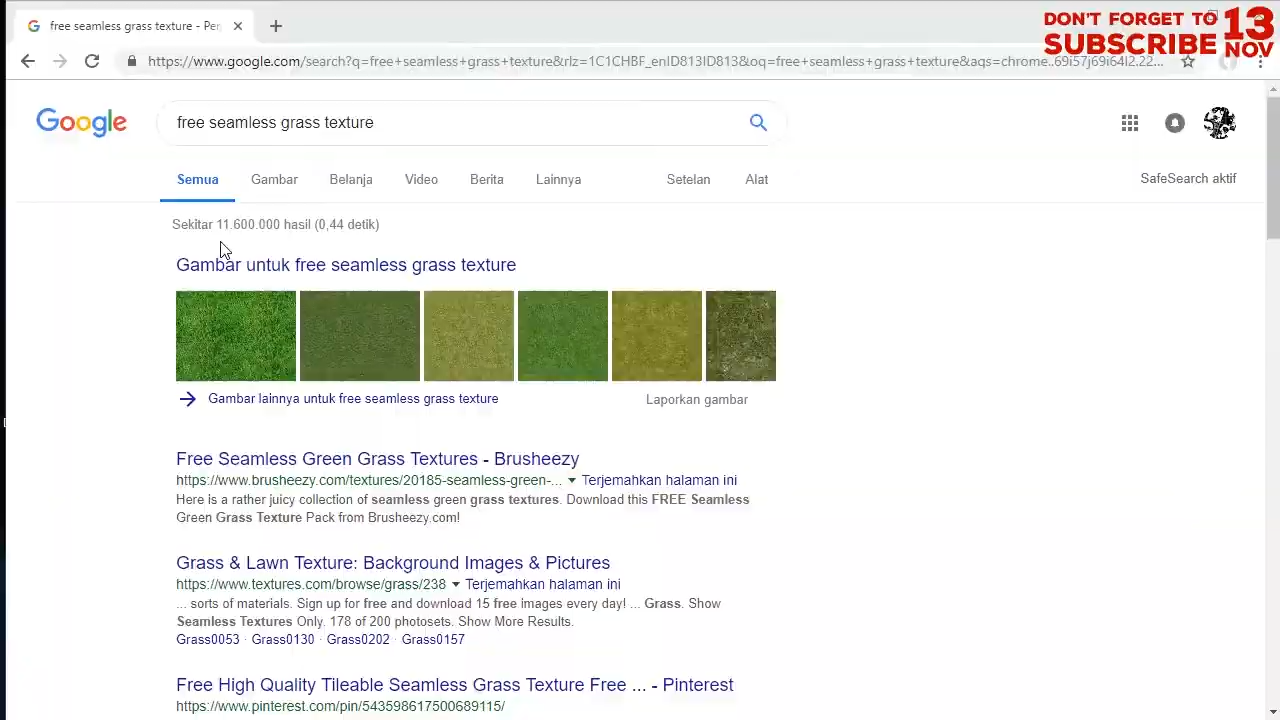 free seamless grass texture - Pe
DON'T FORGET TO
SUBSCRIBE
13
NOV
https://www.google.com/search?q=free+seamless+grass+texture&rlz=1C1CHBF_enID813ID813&oq=free+seamless+grass+texture&aqs=chrome..69i57j69i64l2.22...
Google
free seamless grass texture
Semua
Gambar
Belanja
Video
Berita
Lainnya
Setelan
Alat
SafeSearch aktif
Sekitar 11.600.000 hasil (0,44 detik)
Gambar untuk free seamless grass texture
Gambar lainnya untuk free seamless grass texture
Laporkan gambar
Free Seamless Green Grass Textures - Brusheezy
https://www.brusheezy.com/textures/20185-seamless-green-... Terjemahkan halaman ini
Here is a rather juicy collection of seamless green grass textures. Download this FREE Seamless
Green Grass Texture Pack from Brusheezy.com!
Grass & Lawn Texture: Background Images & Pictures
https://www.textures.com/browse/grass/238 Terjemahkan halaman ini
... sorts of materials. Sign up for free and download 15 free images every day! ... Grass. Show
Seamless Textures Only. 178 of 200 photosets. Show More Results.
Grass0053 · Grass0130 · Grass0202 · Grass0157
Free High Quality Tileable Seamless Grass Texture Free ... - Pinterest
https://www.pinterest.com/pin/543598617500689115/